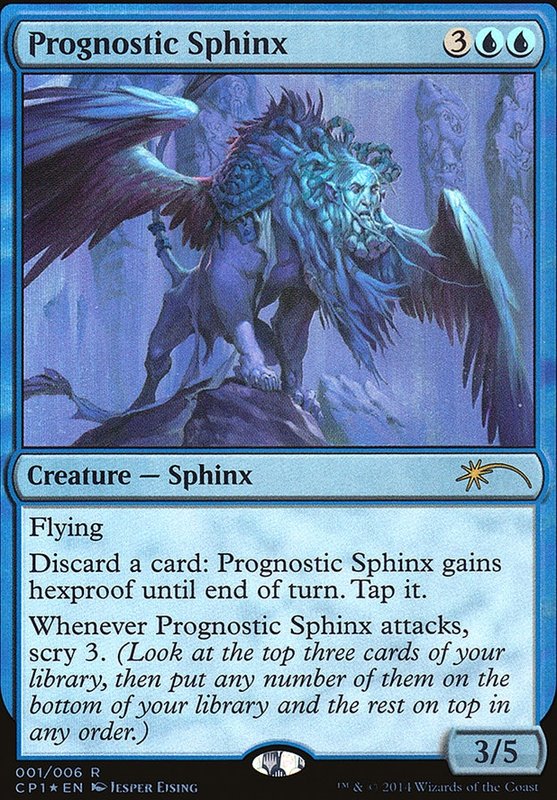 Prognostic Sphinx 3
Creature — Sphinx
Flying
Discard a card: Prognostic Sphinx gains
hexproof until end of turn. Tap it.
Whenever Prognostic Sphinx attacks,
scry 3. (Look at the top three cards of your
library, then put any number of them on the
bottom of your library and the rest on top in
any order.)
3/5
001/006 R
CP1★EN Jesper Eising
™ & © 2014 Wizards of the Coast